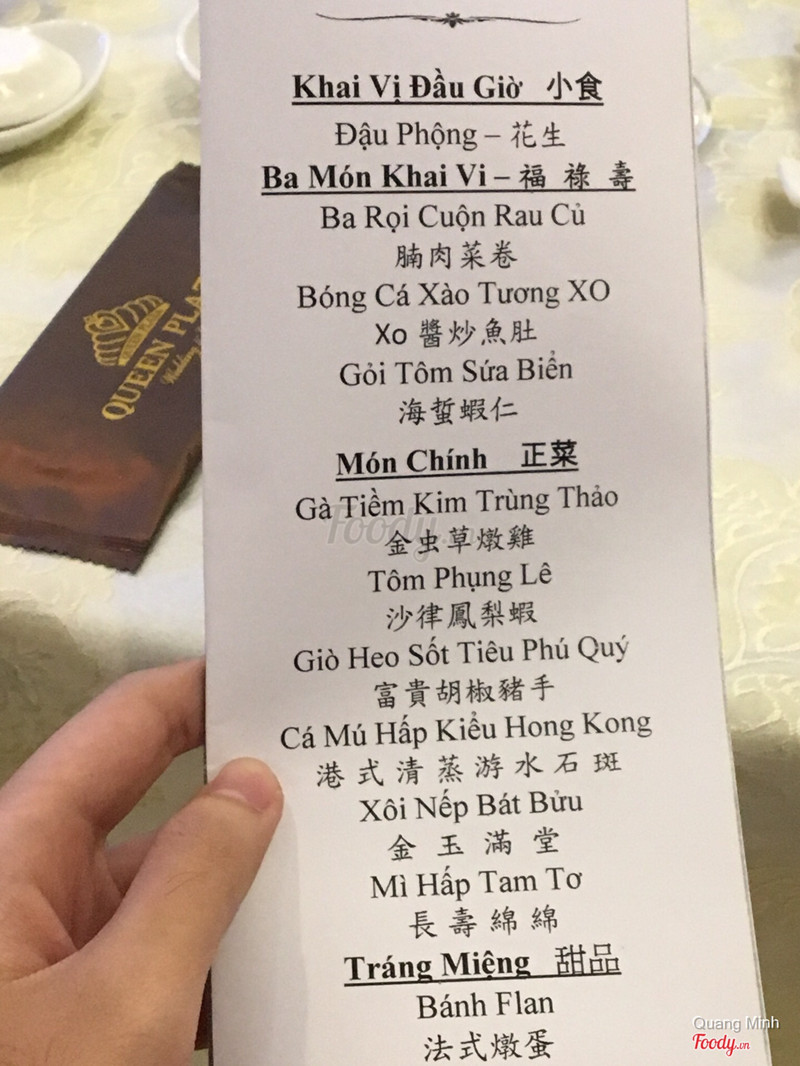 Khai Vị Đầu Giờ 小食
Đậu Phộng – 花生
Ba Món Khai Vi – 福 祿 壽
Ba Rọi Cuộn Rau Củ
腩肉菜卷
Bóng Cá Xào Tương XO
Xo 醬炒魚肚
Gỏi Tôm Sứa Biển
海蜇蝦仁
Món Chính 正菜
Gà Tiềm Kim Trùng Thảo
金虫草燉雞
Tôm Phụng Lê
沙律鳳梨蝦
Giò Heo Sốt Tiêu Phú Quý
富貴胡椒豬手
Cá Mú Hấp Kiểu Hong Kong
港式清蒸游水石斑
Xôi Nếp Bát Bửu
金玉滿堂
Mì Hấp Tam Tơ
長壽綿綿
Tráng Miệng 甜品
Bánh Flan
法式燉蛋
QUEEN PLAZ
Foody.vn
Quang Minh
Foody.vn